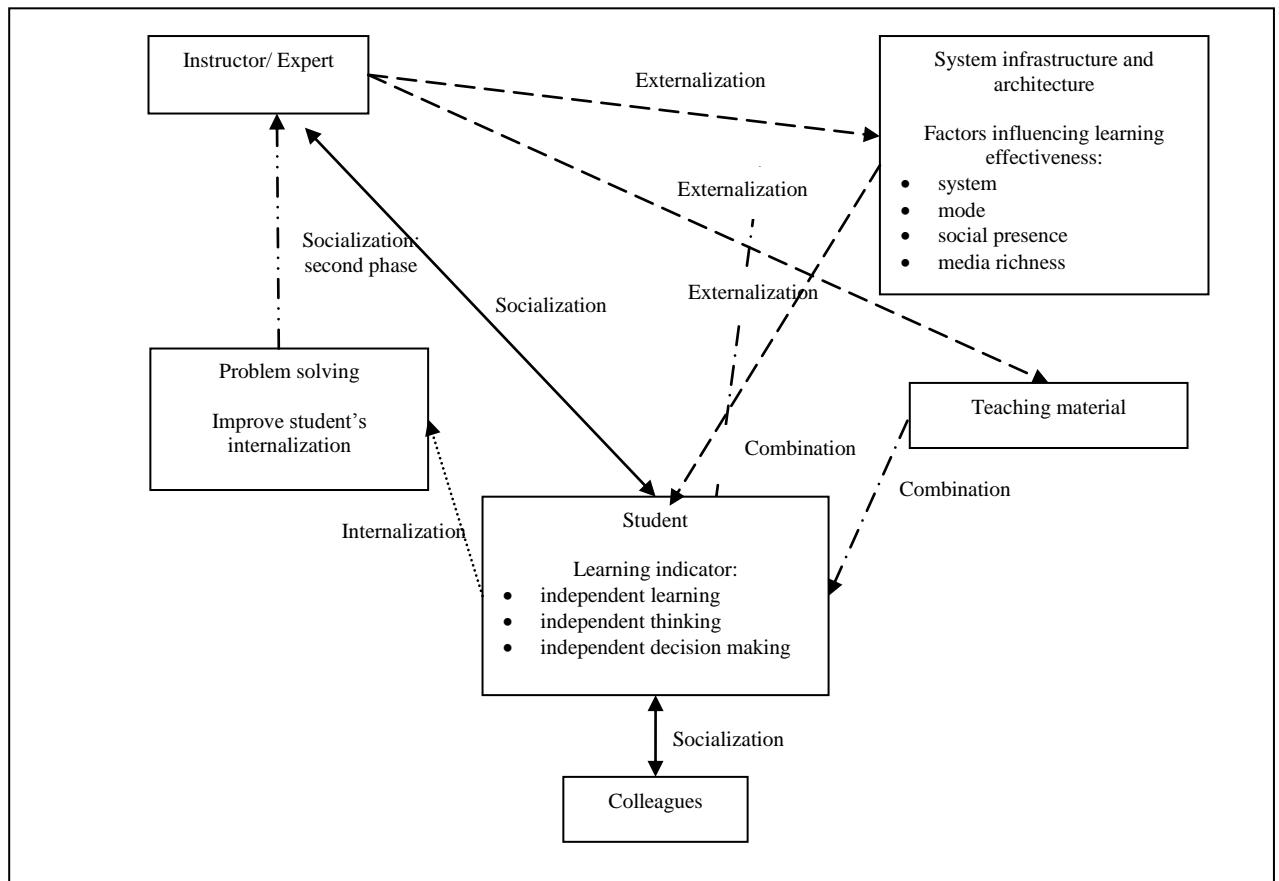 Instructor/ Expert
System infrastructure and
architecture
Factors influencing learning
effectiveness:
• system
• mode
• social presence
• media richness
Externalization
Externalization
Socialization:
second phase
Externalization
Socialization
Problem solving
Improve student’s
internalization
Teaching material
Combination
Combination
Internalization
Student
Learning indicator:
• independent learning
• independent thinking
• independent decision making
Socialization
Colleagues